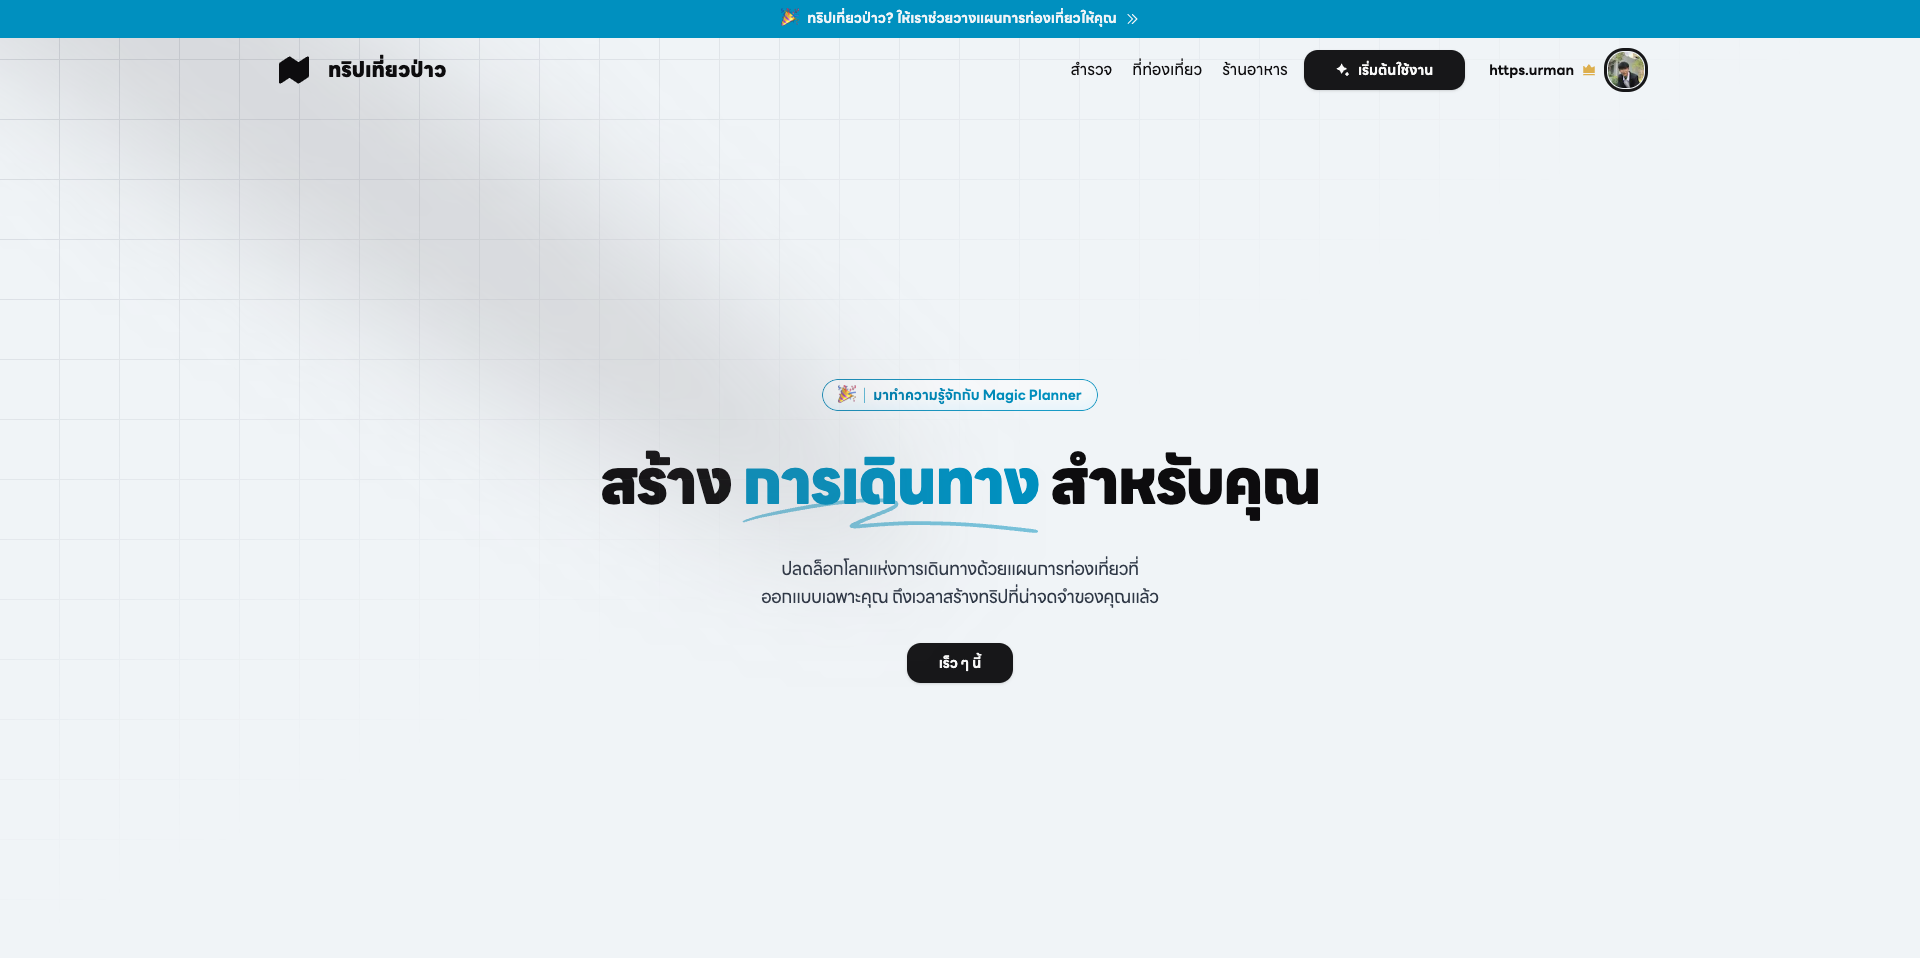 🎉 ทริปเที่ยวป่าว? ให้เราช่วยวางแผนการท่องเที่ยวให้คุณ
ทริปเที่ยวป่าว
สำรวจ
ที่ท่องเที่ยว
ร้านอาหาร
เริ่มต้นใช้งาน
https.urman
🎉 | มาทำความรู้จักกับ Magic Planner
สร้าง การเดินทาง สำหรับคุณ
ปลดล็อกโลกแห่งการเดินทางด้วยแผนการท่องเที่ยวที่
ออกแบบเฉพาะคุณ ถึงเวลาสร้างทริปที่น่าจดจำของคุณแล้ว
เร็ว ๆ นี้